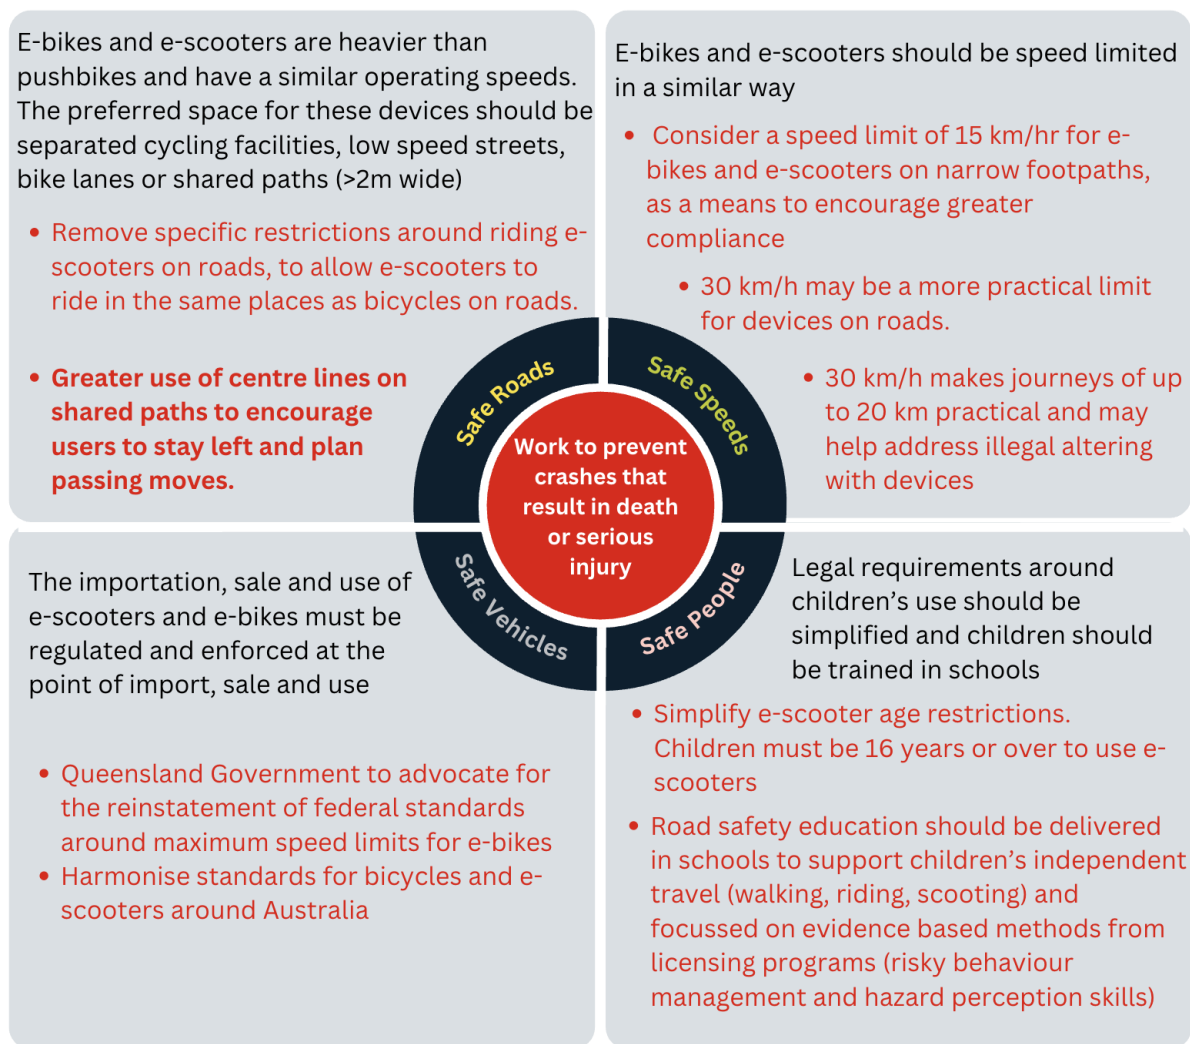 E-bikes and e-scooters are heavier than
pushbikes and have a similar operating speeds.
The preferred space for these devices should be
separated cycling facilities, low speed streets,
bike lanes or shared paths (>2m wide)
• Remove specific restrictions around riding e-
scooters on roads, to allow e-scooters to
ride in the same places as bicycles on roads.
• Greater use of centre lines on
shared paths to encourage
users to stay left and plan
passing moves.
E-bikes and e-scooters should be speed limited
in a similar way
• Consider a speed limit of 15 km/hr for e-
bikes and e-scooters on narrow footpaths,
as a means to encourage greater
compliance
• 30 km/h may be a more practical limit
for devices on roads.
• 30 km/h makes journeys of up
to 20 km practical and may
help address illegal altering
with devices
Safe Roads
Safe Speeds
Work to prevent
crashes that
result in death
or serious
injury
Safe Vehicles
Safe People
The importation, sale and use of
e-scooters and e-bikes must be
regulated and enforced at the
point of import, sale and use
• Queensland Government to advocate for
the reinstatement of federal standards
around maximum speed limits for e-bikes
• Harmonise standards for bicycles and e-
scooters around Australia
Legal requirements around
children’s use should be
simplified and children should
be trained in schools
• Simplify e-scooter age restrictions.
Children must be 16 years or over to use e-
scooters
• Road safety education should be delivered
in schools to support children’s independent
travel (walking, riding, scooting) and
focussed on evidence based methods from
licensing programs (risky behaviour
management and hazard perception skills)